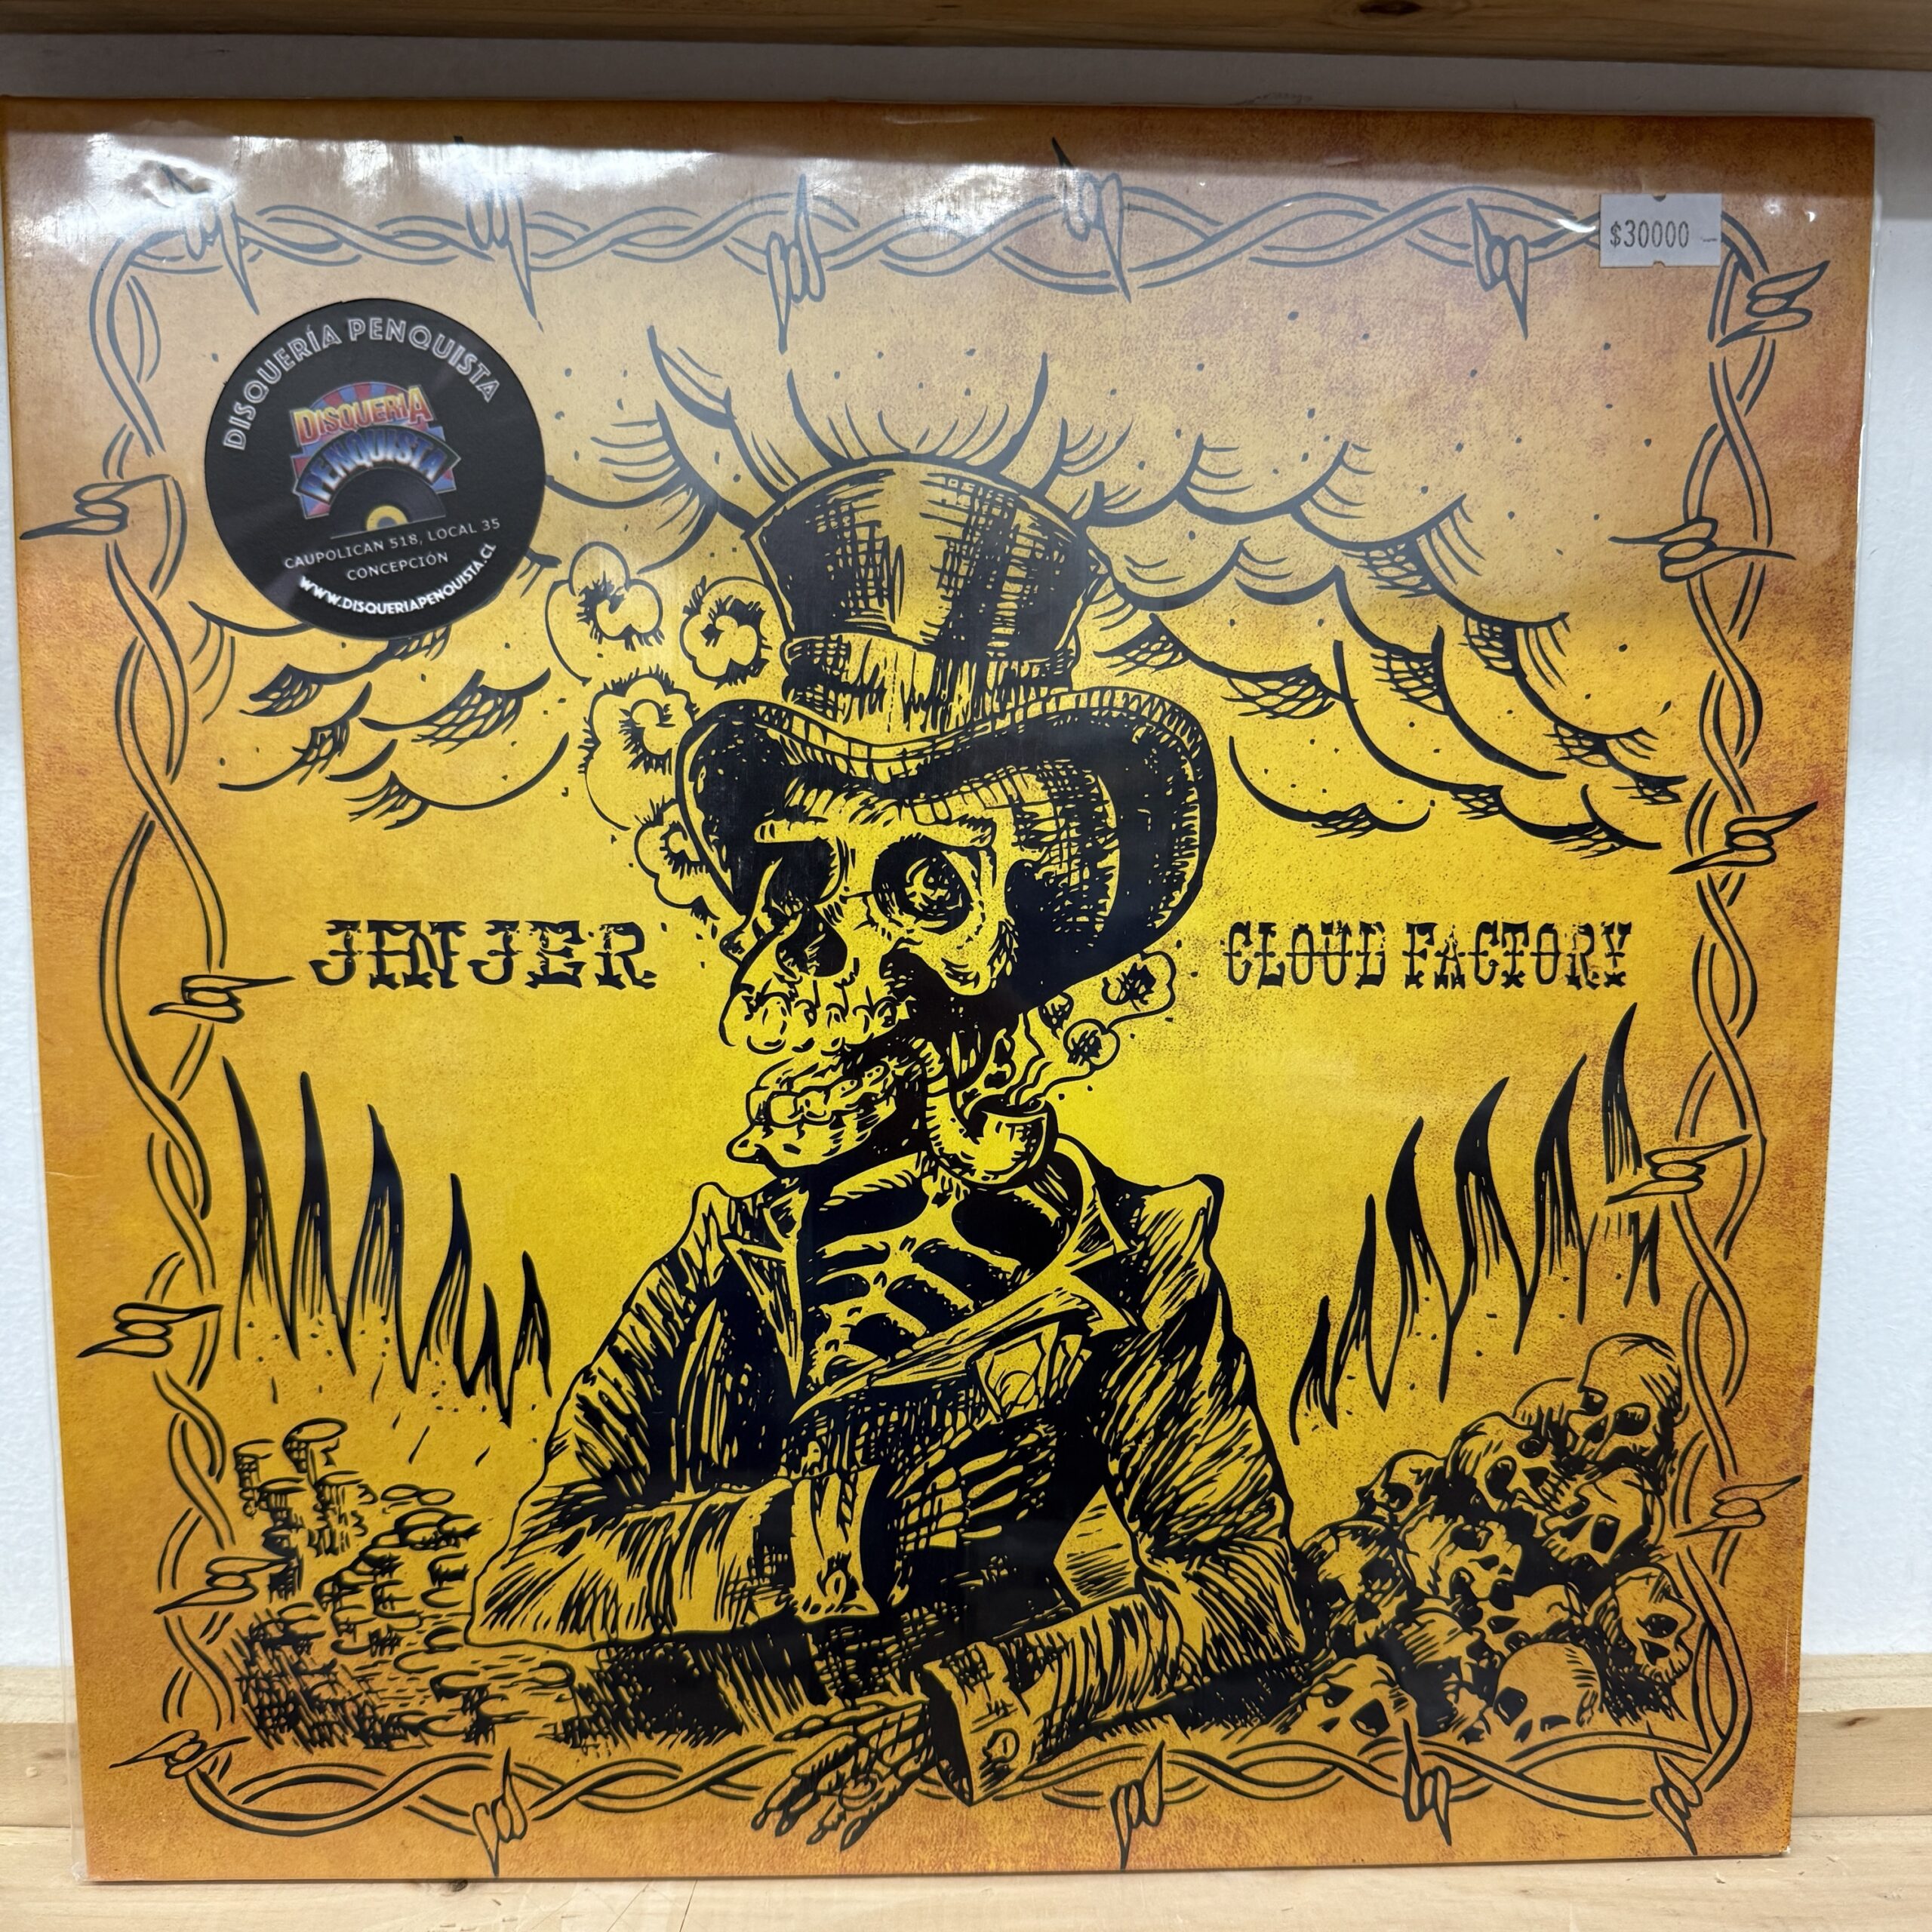 $30000
DISQUERÍA PENQUISTA
DISQUERIA
PENQUISTA
CAUPOLICAN 518, LOCAL 35
CONCEPCIÓN
WWW.DISQUERIAPENQUISTA.CL
JINJER
CLOUD FACTORY